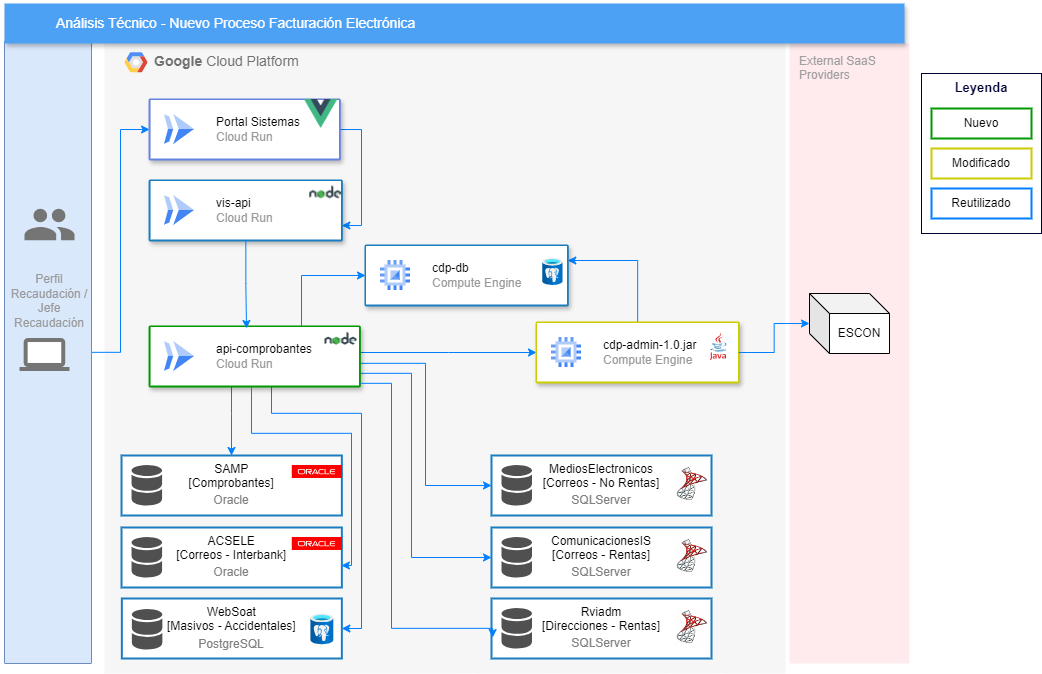 Análisis Técnico - Nuevo Proceso Facturación Electrónica
Google Cloud Platform
External SaaS
Providers
Leyenda
Nuevo
Modificado
Reutilizado
Portal Sistemas
Cloud Run
node
vis-api
Cloud Run
Perfil
Recaudación /
Jefe
Recaudación
cdp-db
Compute Engine
node
api-comprobantes
Cloud Run
cdp-admin-1.0.jar
Compute Engine
Java
ESCON
SAMP
[Comprobantes]
Oracle
ORACLE
MediosElectronicos
[Correos - No Rentas]
SQLServer
ACSELE
[Correos - Interbank]
Oracle
ORACLE
ComunicacionesIS
[Correos - Rentas]
SQLServer
WebSoat
[Masivos - Accidentales]
PostgreSQL
Rviadm
[Direcciones - Rentas]
SQLServer